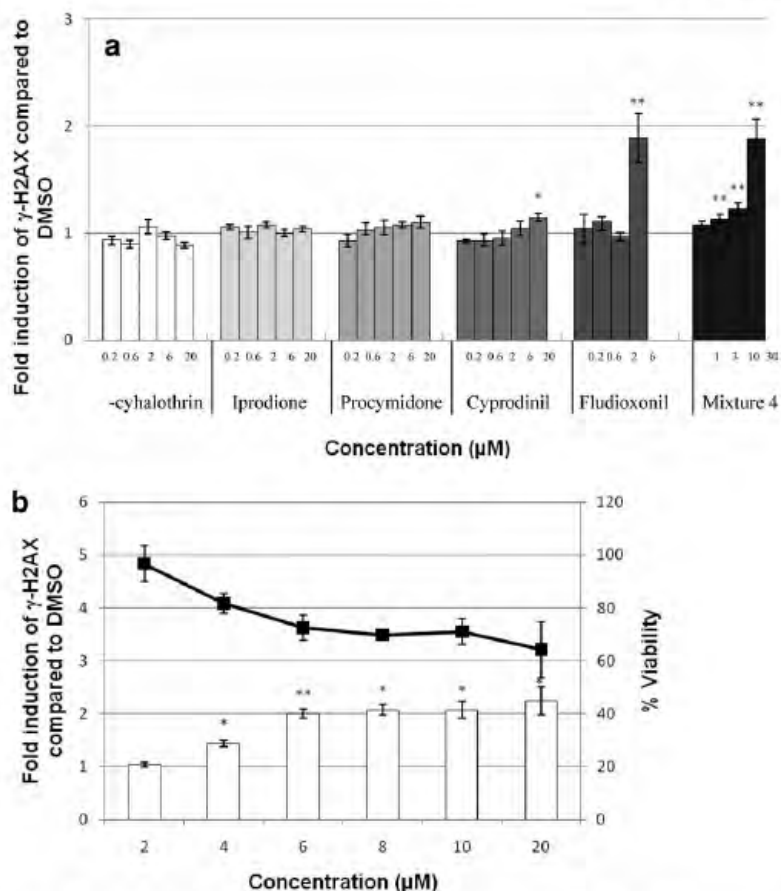 a
Fold induction of γ-H2AX compared to
DMSO
3
2
1
0
** **
** **
*
0.2 0.6 2 6 20 0.2 0.6 2 6 20 0.2 0.6 2 6 20 0.2 0.6 2 6 20 0.2 0.6 2 6 1 3 10 30
-cyhalothrin Iprodione Procymidone Cyprodinil Fludioxonil Mixture 4
Concentration (µM)
b
Fold induction of γ-H2AX
compared to DMSO
6
5
4
3
2
1
0
120
100
80
60
40
20
0
% Viability
* ** * * *
2 4 6 8 10 20
Concentration (µM)